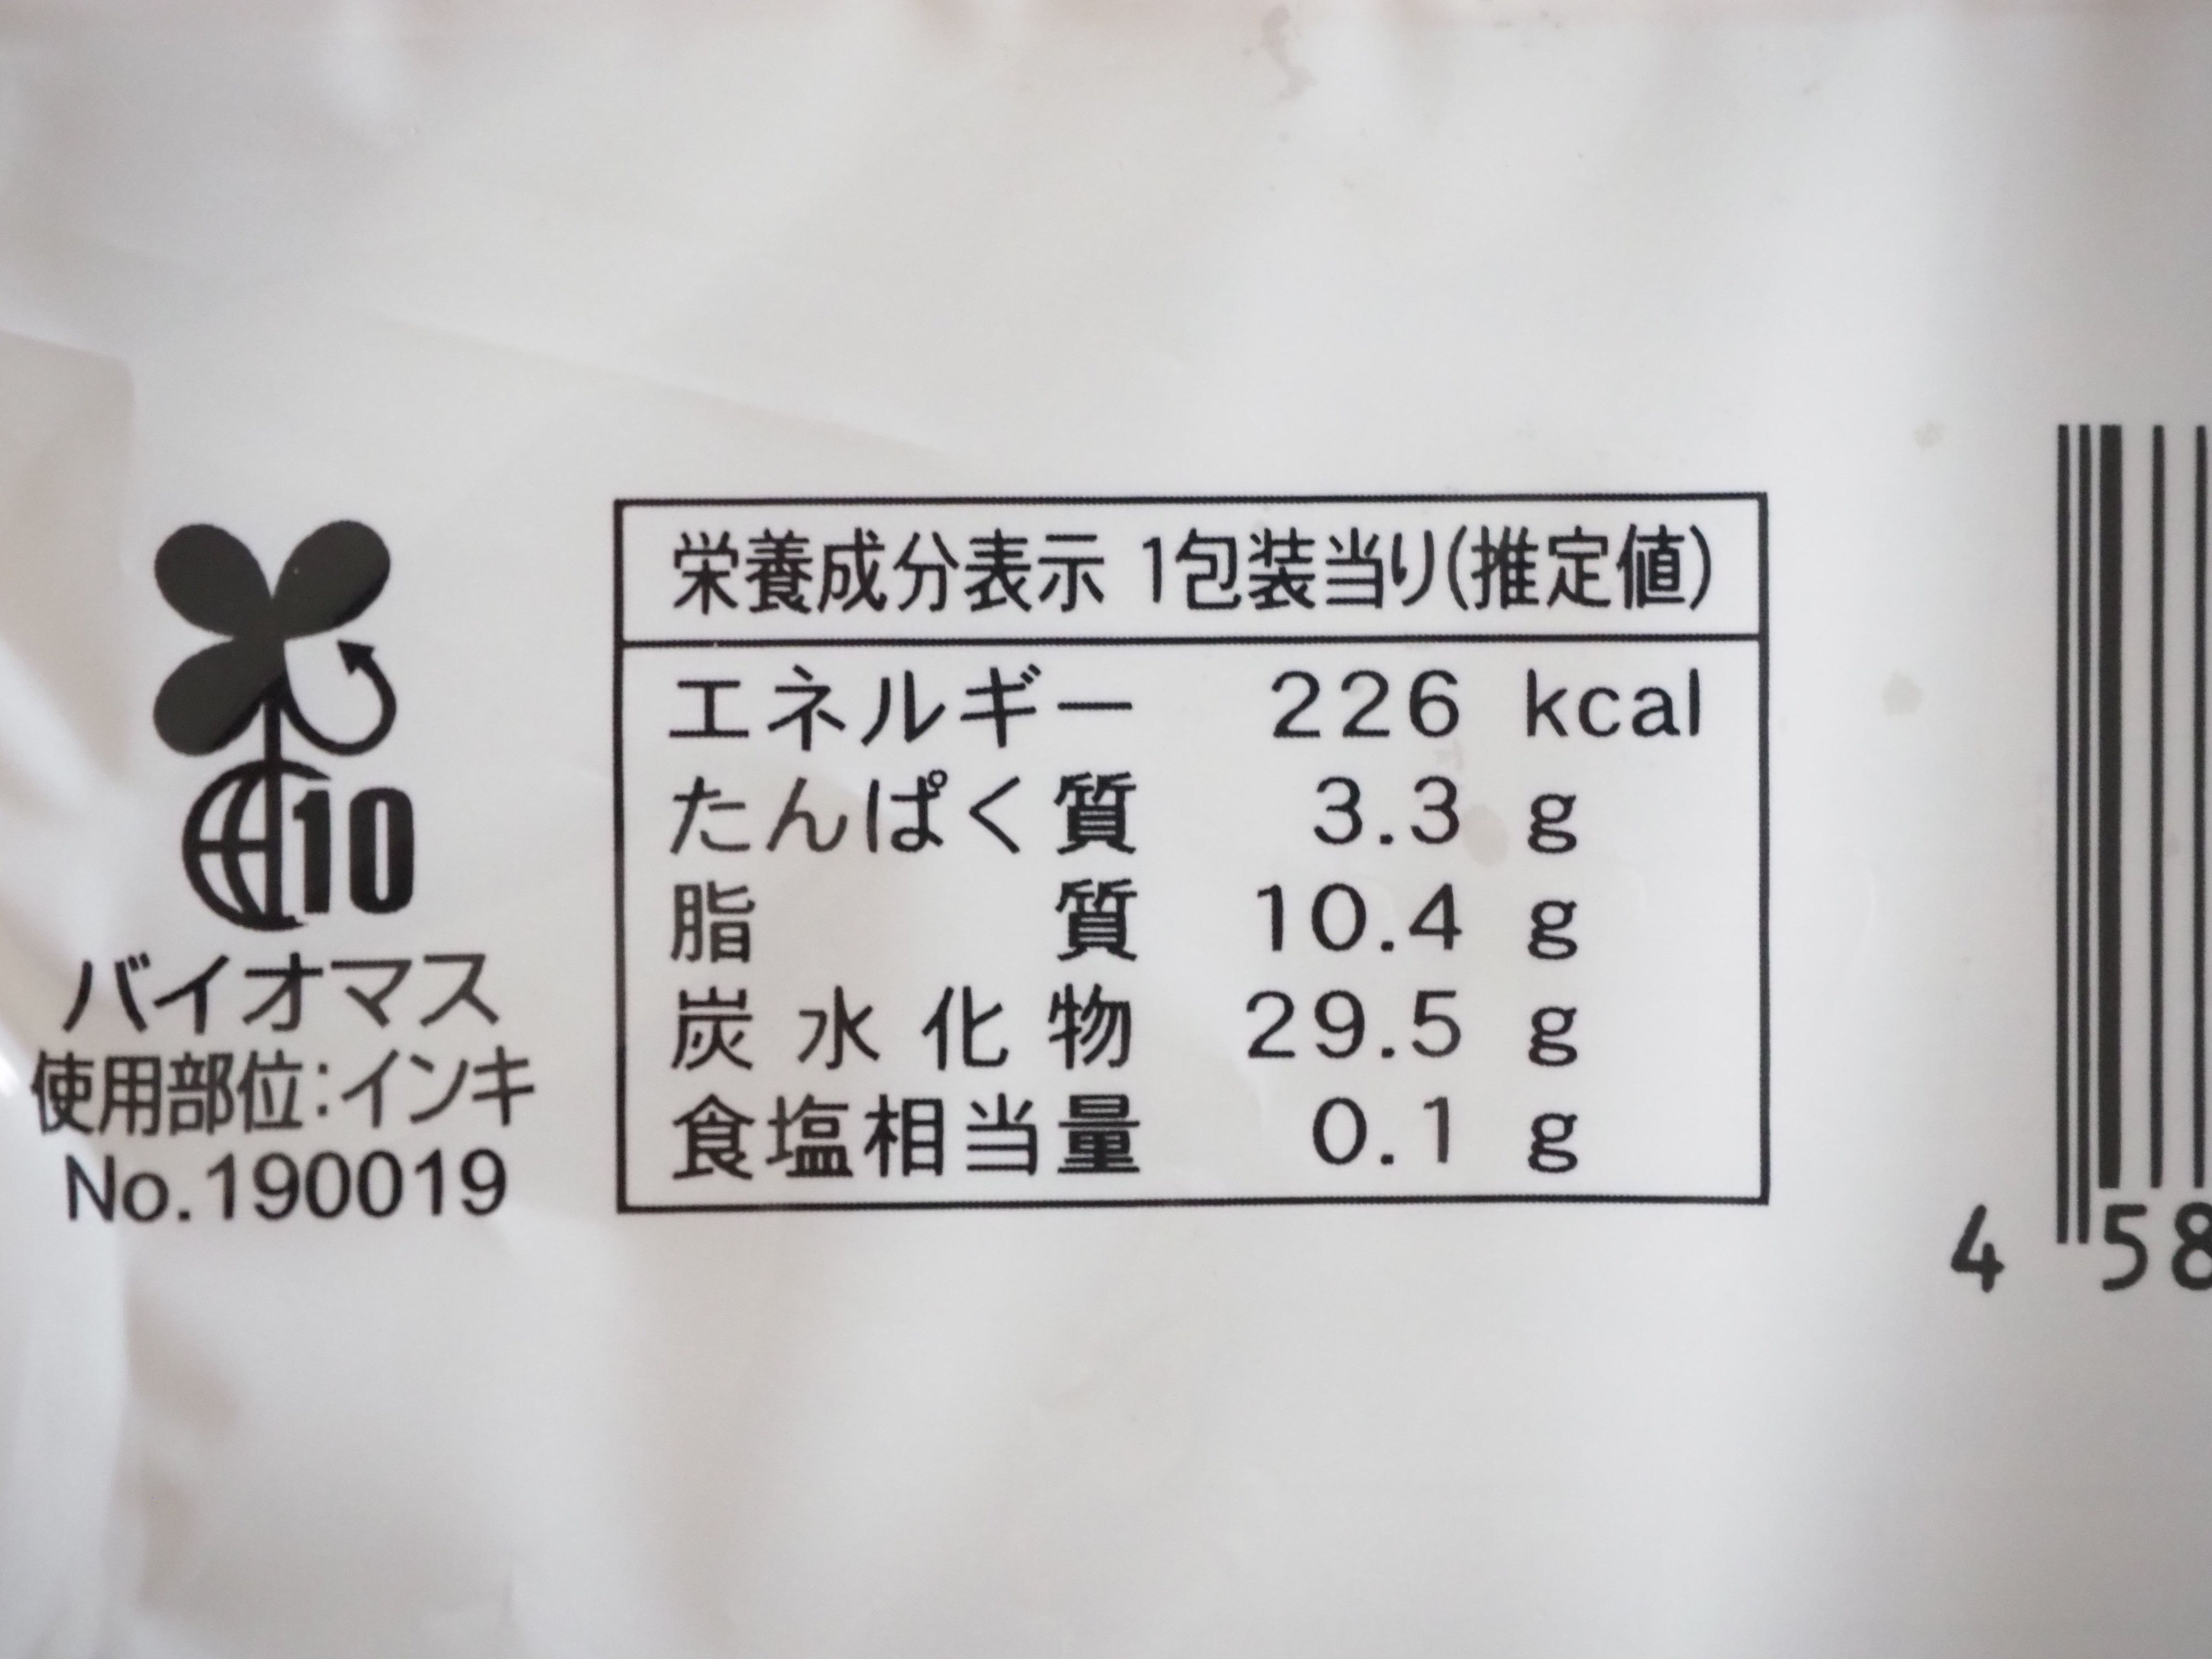 10
バイオマス
使用部位:インキ
No.190019
栄養成分表示 1包装当り(推定値)
エネルギー 226 kcal
たんぱく質 3.3 g
脂質 10.4 g
炭水化物 29.5 g
食塩相当量 0.1 g
4 58